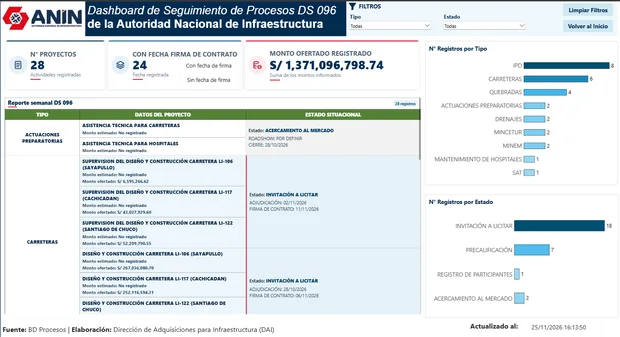 ANIN
Dashboard de Seguimiento de Procesos DS 096
de la Autoridad Nacional de Infraestructura
FILTROS
Tipo
Todas
Estado
Todas
Limpiar Filtros
Volver al Inicio
N° PROYECTOS
28
Actividades registradas
CON FECHA FIRMA DE CONTRATO
24
Fecha registrada
Con fecha de firma
Sin fecha de firma
MONTO OFERTADO REGISTRADO
S/ 1,371,096,798.74
Suma de los montos informados
Reporte semanal DS 096
28 registros
TIPO
DATOS DEL PROYECTO
ESTADO SITUACIONAL
ACTUACIONES PREPARATORIAS
ASISTENCIA TECNICA PARA CARRETERAS
Monto estimado: No registrado
ASISTENCIA TECNICA PARA HOSPITALES
Monto estimado: No registrado
Estado: ACERCAMIENTO AL MERCADO
ROADSHOW: POR DEFINIR
CIERRE: 28/10/2026
CARRETERAS
SUPERVISION DEL DISEÑO Y CONSTRUCCIÓN CARRETERA LI-106
(SAYAPULLO)
Monto estimado: No registrado
Monto ofertado: S/ 6,595,266.62
SUPERVISION DEL DISEÑO Y CONSTRUCCIÓN CARRETERA LI-117
(CACHICADAN)
Monto estimado: No registrado
Monto ofertado: S/ 43,027,929.60
SUPERVISION DEL DISEÑO Y CONSTRUCCIÓN CARRETERA LI-122
(SANTIAGO DE CHUCO)
Monto estimado: No registrado
Monto ofertado: S/ 52,209,790.55
Estado: INVITACIÓN A LICITAR
ADJUDICACIÓN: 02/11/2026
FIRMA DE CONTRATO: 11/11/2026
DISEÑO Y CONSTRUCCIÓN CARRETERA LI-106 (SAYAPULLO)
Monto estimado: No registrado
Monto ofertado: S/ 267,036,080.70
DISEÑO Y CONSTRUCCIÓN CARRETERA LI-117 (CACHICADAN)
Monto estimado: No registrado
Monto ofertado: S/ 252,116,594.31
DISEÑO Y CONSTRUCCIÓN CARRETERA LI-122 (SANTIAGO DE
CHUCO)
Estado: INVITACIÓN A LICITAR
ADJUDICACIÓN: 28/10/2026
FIRMA DE CONTRATO: 06/11/2026
N° Registros por Tipo
IPD 8
CARRETERAS 6
QUEBRADAS 4
ACTUACIONES PREPARATORIAS 2
DRENAJES 2
MINCETUR 2
MINEM 2
MANTENIMIENTO DE HOSPITALES 1
SAT 1
N° Registros por Estado
INVITACIÓN A LICITAR 18
PRECALIFICACIÓN 7
REGISTRO DE PARTICIPANTES 1
ACERCAMIENTO AL MERCADO 2
Fuente: BD Procesos | Elaboración: Dirección de Adquisiciones para Infraestructura (DAI)
Actualizado al: 25/11/2026 16:13:50